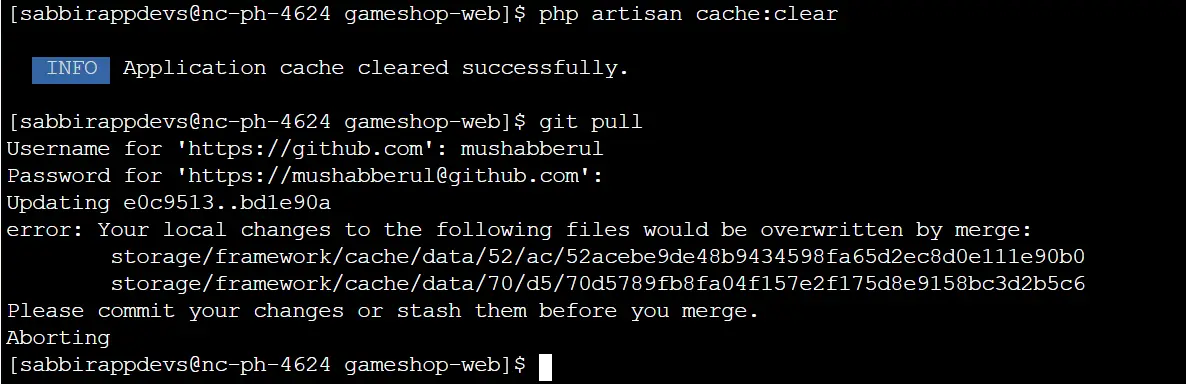 [sabbirappdevs@nc-ph-4624 gameshop-web]$ php artisan cache:clear
INFO Application cache cleared successfully.
[sabbirappdevs@nc-ph-4624 gameshop-web]$ git pull
Username for 'https://github.com': mushabberul
Password for 'https://mushabberul@github.com':
Updating e0c9513..bd1e90a
error: Your local changes to the following files would be overwritten by merge:
storage/framework/cache/data/52/ac/52acebe9de48b9434598fa65d2ec8d0e111e90b0
storage/framework/cache/data/70/d5/70d5789fb8fa04f157e2f175d8e9158bc3d2b5c6
Please commit your changes or stash them before you merge.
Aborting
[sabbirappdevs@nc-ph-4624 gameshop-web]$